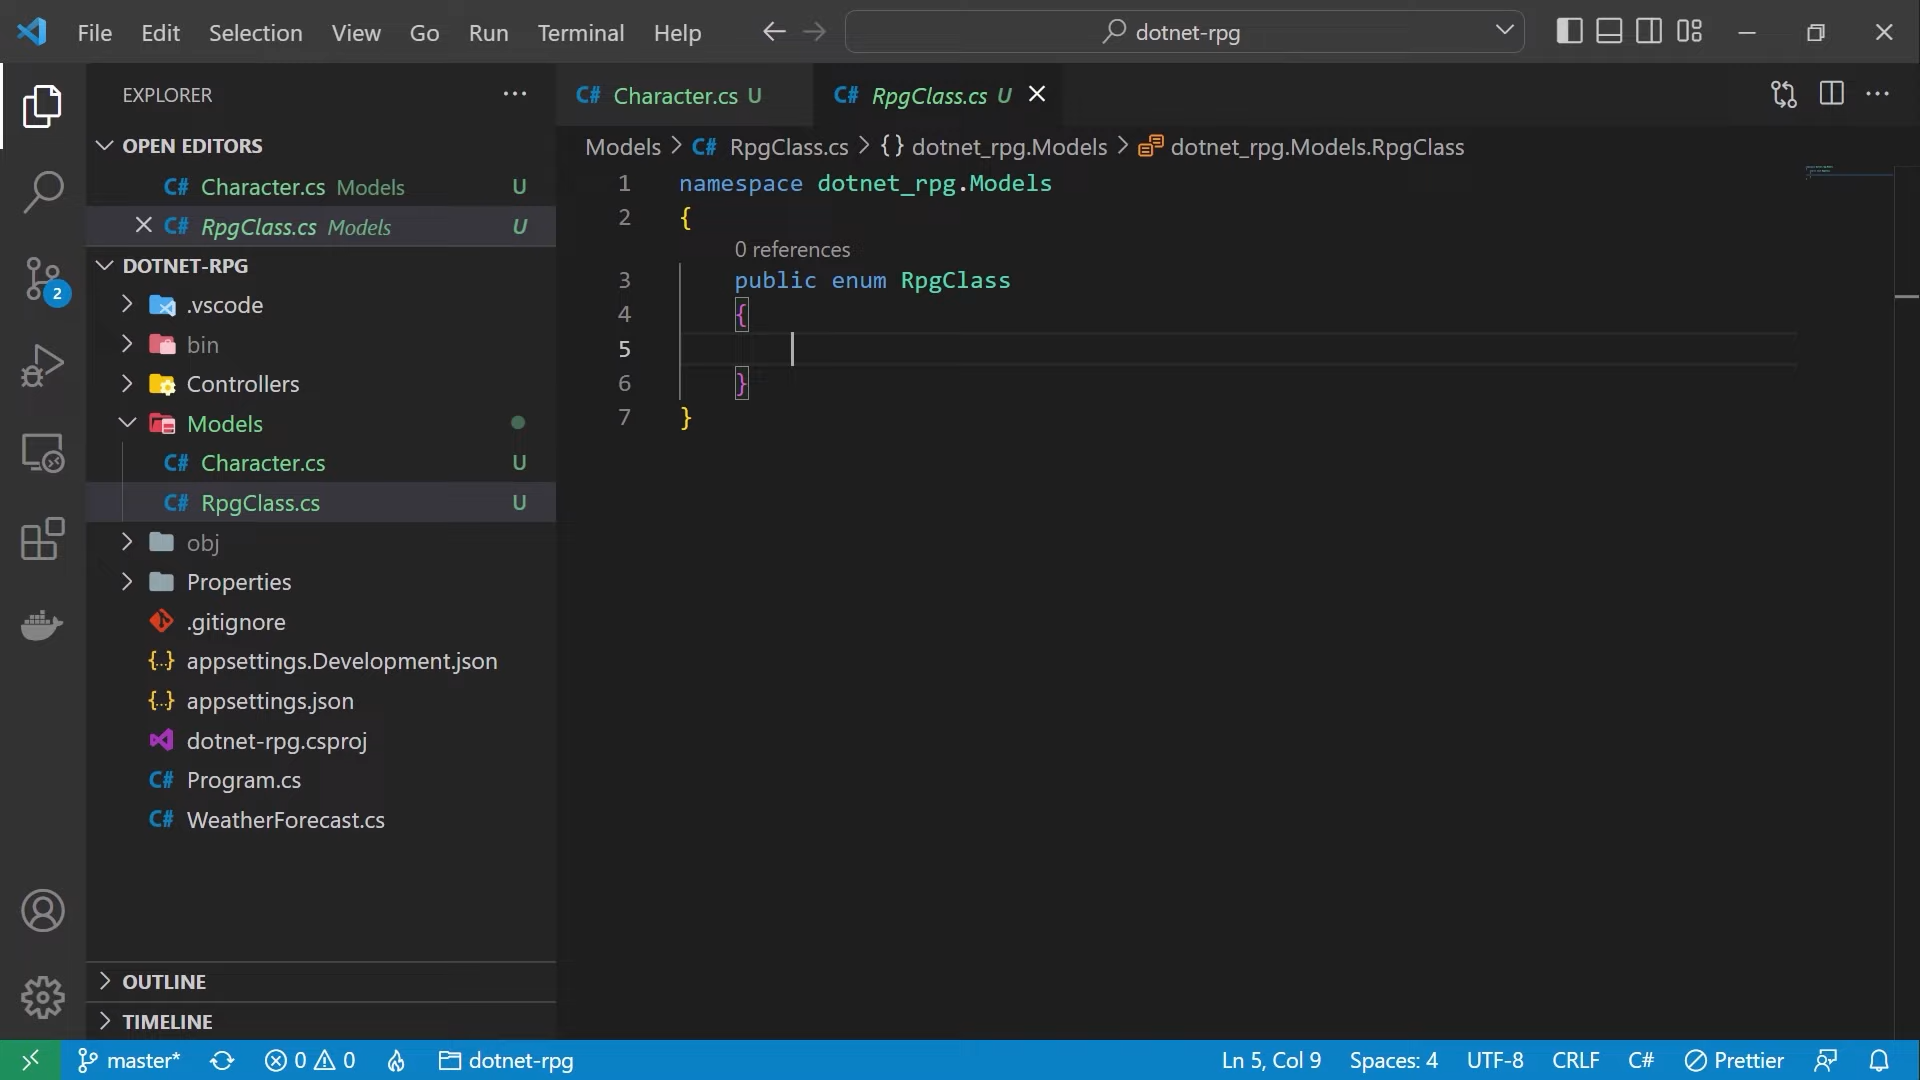 File Edit Selection View Go Run Terminal Help dotnet-rpg
EXPLORER
OPEN EDITORS
C# Character.cs Models U
C# RpgClass.cs Models U
DOTNET-RPG
.vscode
bin
Controllers
Models
C# Character.cs U
C# RpgClass.cs U
obj
Properties
.gitignore
{..} appsettings.Development.json
{..} appsettings.json
dotnet-rpg.csproj
C# Program.cs
C# WeatherForecast.cs
OUTLINE
TIMELINE
2
C# Character.cs U C# RpgClass.cs U
Models > C# RpgClass.cs > {} dotnet_rpg.Models > dotnet_rpg.Models.RpgClass
1 namespace dotnet_rpg.Models
2 {
0 references
3 public enum RpgClass
4 {
5
6 }
7 }
master* 0 0 dotnet-rpg Ln 5, Col 9 Spaces: 4 UTF-8 CRLF C# Prettier